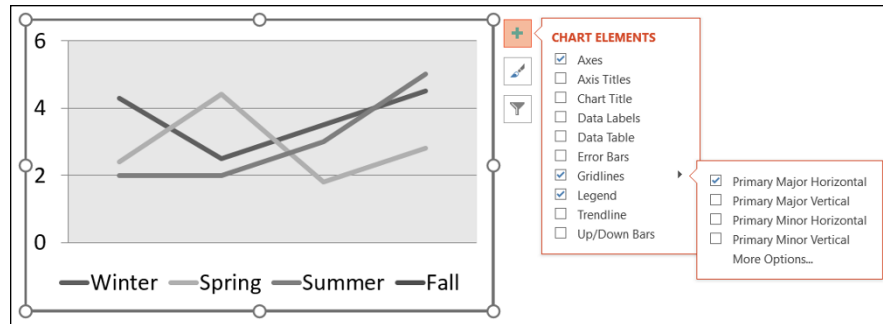 6
4
2
0
Winter Spring Summer Fall
CHART ELEMENTS
Axes
Axis Titles
Chart Title
Data Labels
Data Table
Error Bars
Gridlines
Legend
Trendline
Up/Down Bars
Primary Major Horizontal
Primary Major Vertical
Primary Minor Horizontal
Primary Minor Vertical
More Options...